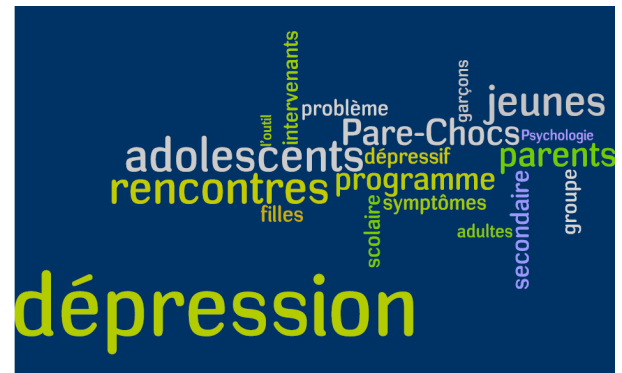 intervenants
garçons
problème
jeunes
l'outil
Pare-Chocs
Psychologie
adolescents
dépressif
parents
rencontres
programme
filles
scolaire
symptômes
secondaire
groupe
adultes
dépression